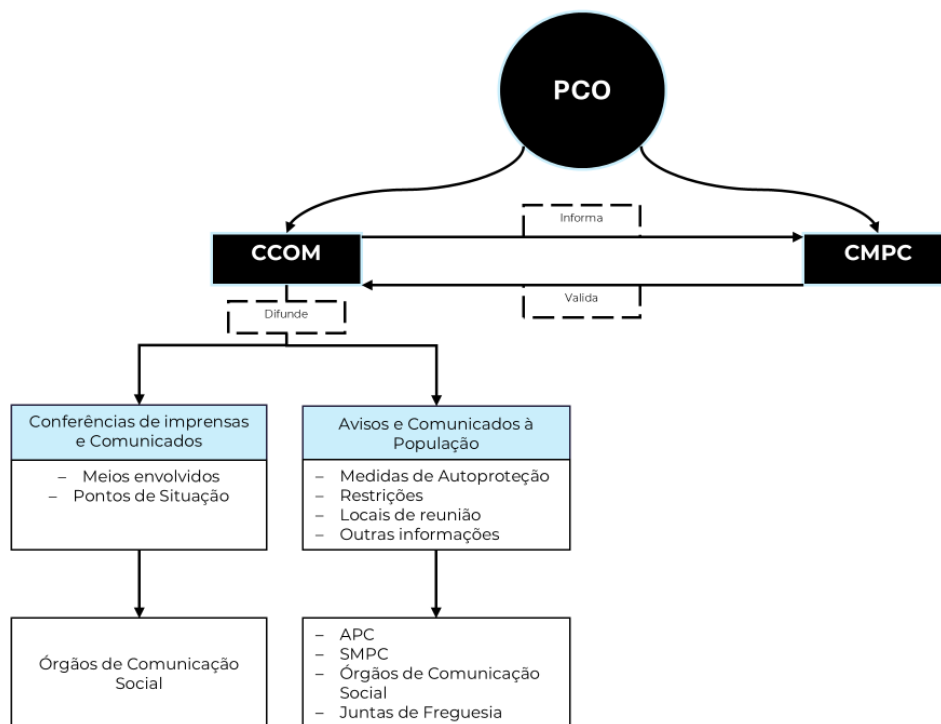 PCO
Informa
CCOM
CMPC
Valida
Difunde
Conferências de imprensas
e Comunicados
– Meios envolvidos
– Pontos de Situação
Avisos e Comunicados à
População
– Medidas de Autoproteção
– Restrições
– Locais de reunião
– Outras informações
Órgãos de Comunicação
Social
– APC
– SMPC
– Órgãos de Comunicação
Social
– Juntas de Freguesia